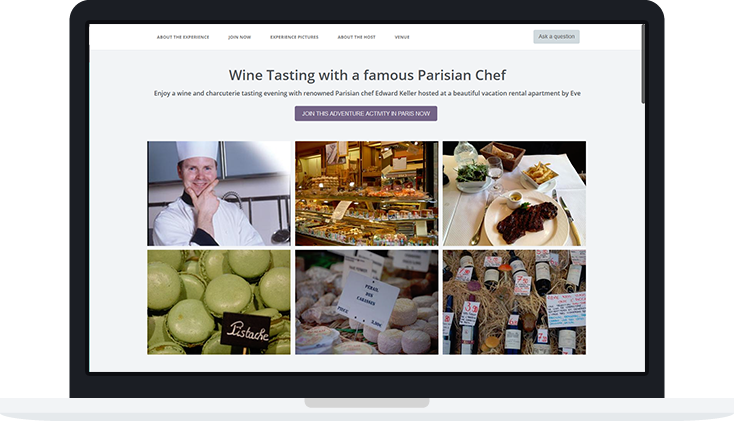 ABOUT THE EXPERIENCE
JOIN NOW
EXPERIENCE PICTURES
ABOUT THE HOST
VENUE
Ask a question
Wine Tasting with a famous Parisian Chef
Enjoy a wine and charcuterie tasting evening with renowned Parisian chef Edward Keller hosted at a beautiful vacation rental apartment by Eve
JOIN THIS ADVENTURE ACTIVITY IN PARIS NOW
Pistache
PERAIL
DES
CABASSES
PIECE